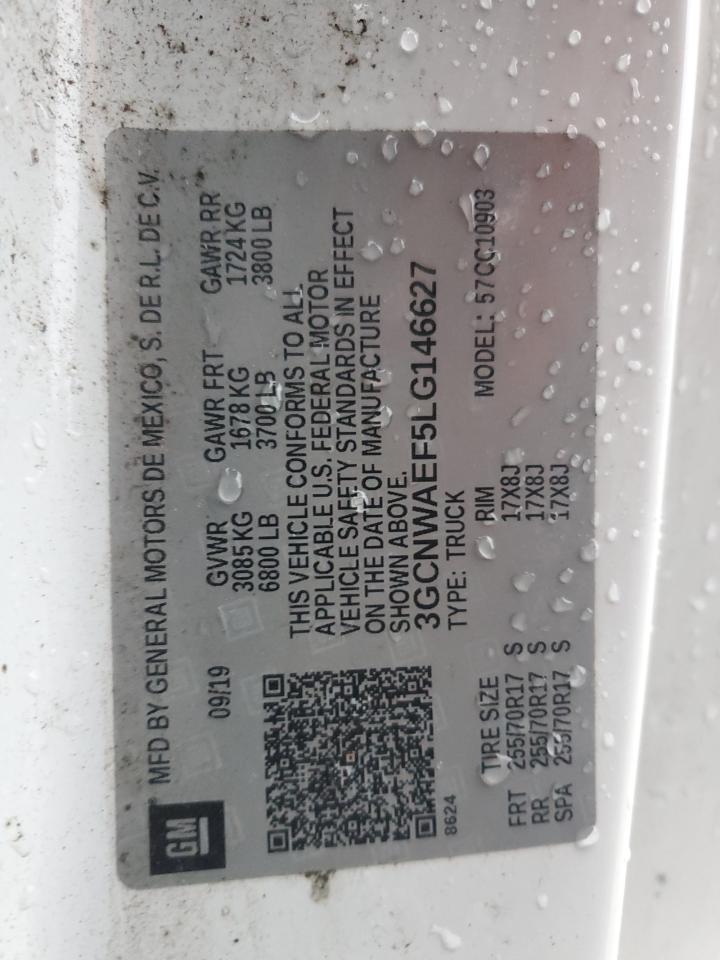 GM
MFD BY GENERAL MOTORS DE MEXICO, S. DE R.L. DE C.V.
09/19
GVWR GAWR FRT GAWR RR
3085 KG 1678 KG 1724 KG
6800 LB 3700 LB 3800 LB
THIS VEHICLE CONFORMS TO ALL
APPLICABLE U.S. FEDERAL MOTOR
VEHICLE SAFETY STANDARDS IN EFFECT
ON THE DATE OF MANUFACTURE
SHOWN ABOVE.
3GCNWAEF5LG146627
8624
TYPE: TRUCK MODEL: 57CC10903
TIRE SIZE RIM
FRT 255/70R17 S 17X8J
RR 255/70R17 S 17X8J
SPA 255/70R17 S 17X8J